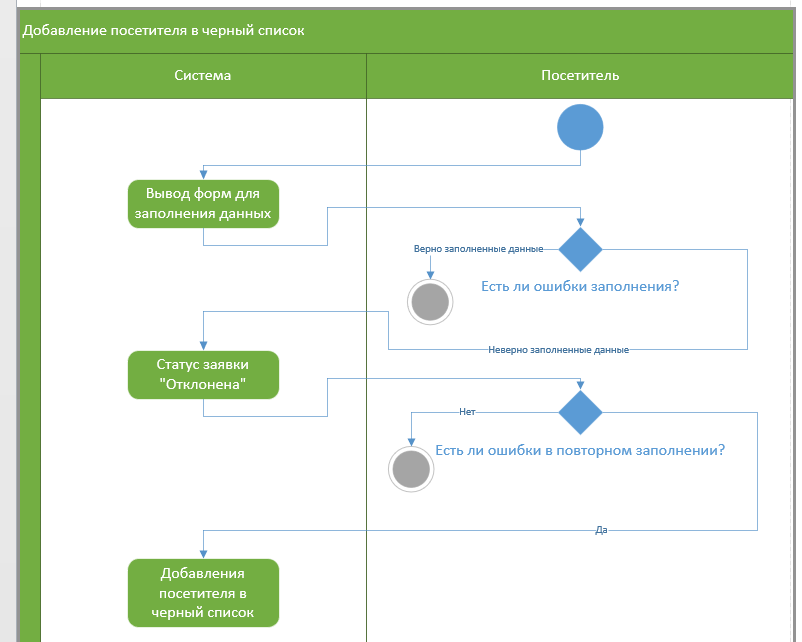 Добавление посетителя в черный список
Система
Посетитель
Вывод форм для
заполнения данных
Верно заполненные данные
Есть ли ошибки заполнения?
Неверно заполненные данные
Статус заявки
"Отклонена"
Нет
Есть ли ошибки в повторном заполнении?
Да
Добавления
посетителя в
черный список